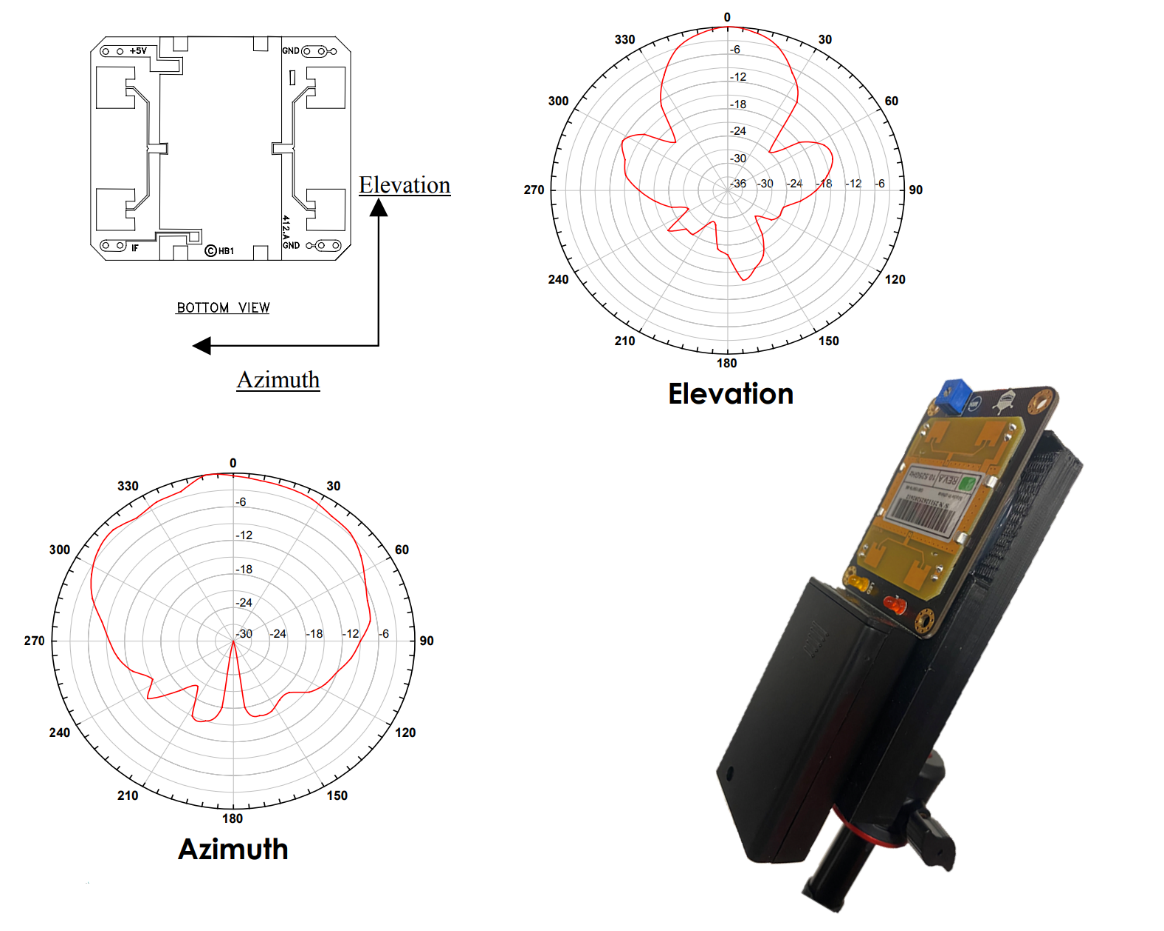 +5V
GND
412.A
IF
© HB1
GND
BOTTOM VIEW
Elevation
Azimuth
0
30
60
90
120
150
180
210
240
270
300
330
-6
-12
-18
-24
-30
-36 -30 -24 -18 -12 -6
Elevation
0
30
60
90
120
150
180
210
240
270
300
330
-6
-12
-18
-24
-30 -24 -18 -12 -6
Azimuth